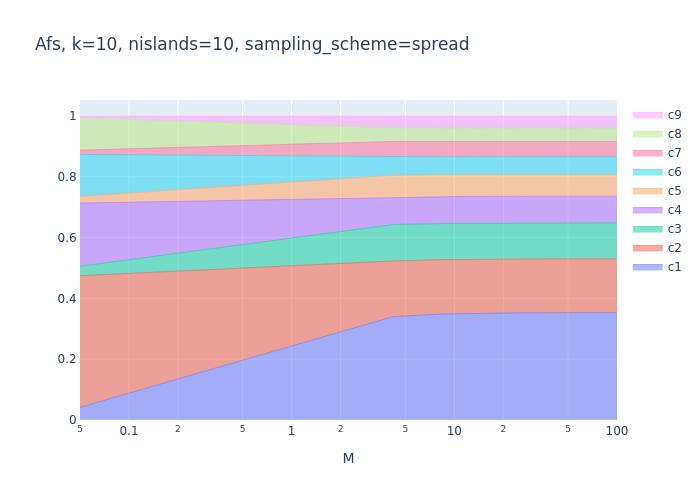 Afs, k=10, nislands=10, sampling_scheme=spread
1
0.8
0.6
0.4
0.2
0
5 0.1 2 5 1 2 5 10 2 5 100
M
c9
c8
c7
c6
c5
c4
c3
c2
c1